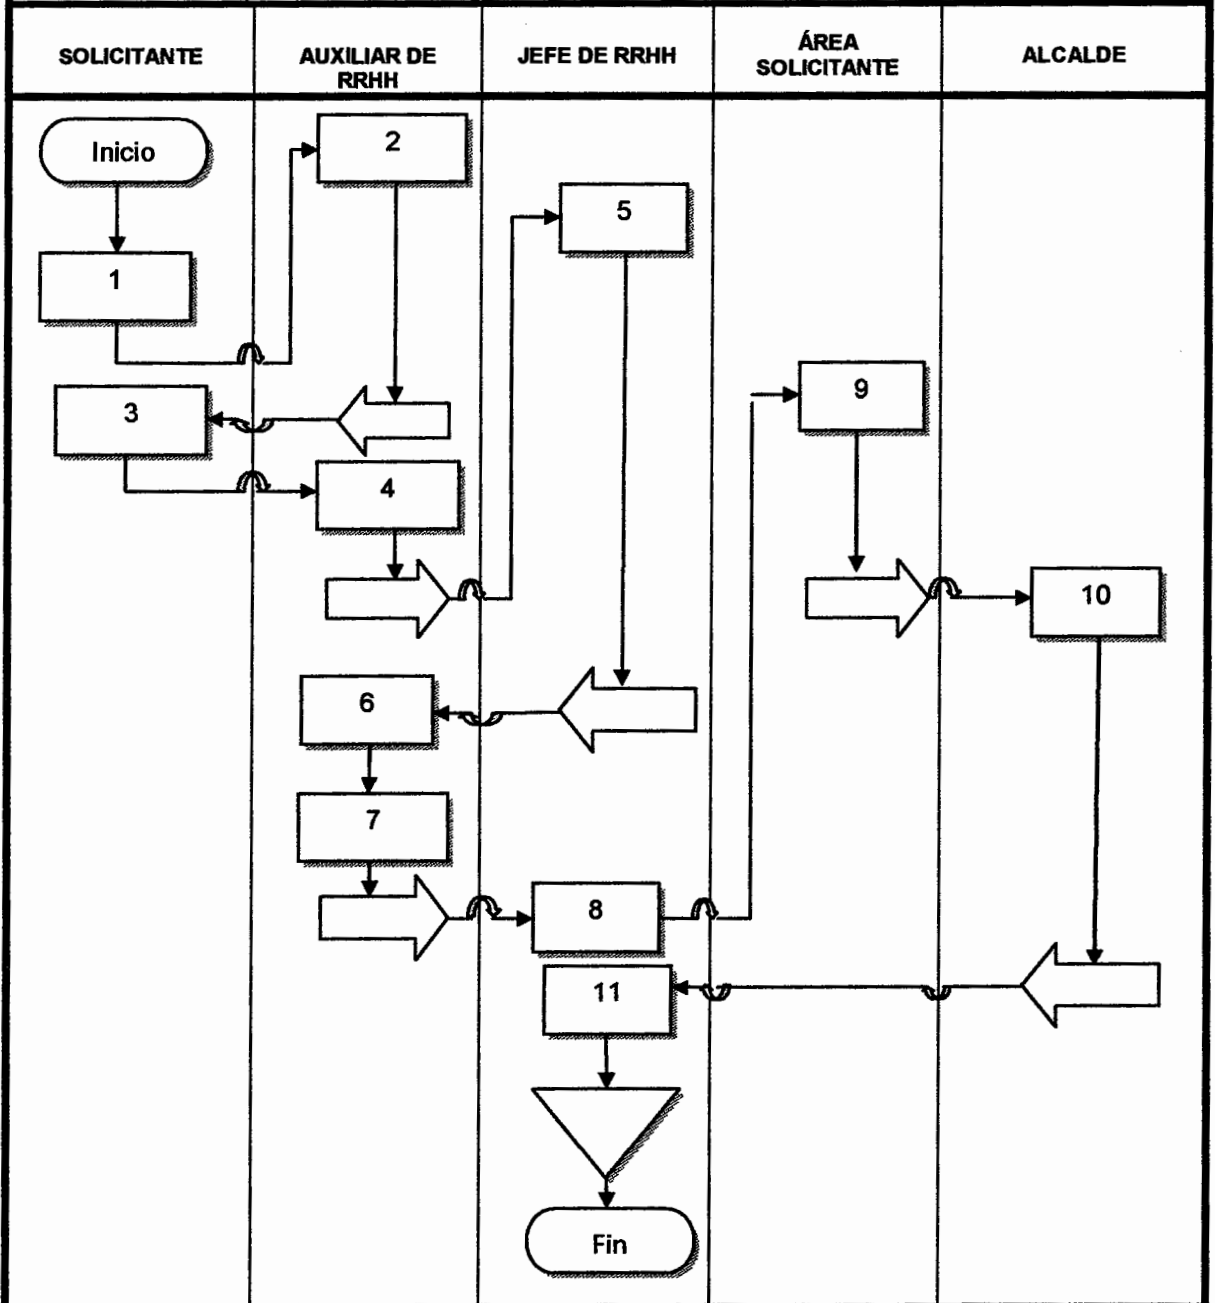 SOLICITANTE
AUXILIAR DE
RRHH
JEFE DE RRHH
ÁREA
SOLICITANTE
ALCALDE
Inicio
1
2
3
4
5
6
7
8
9
10
11
Fin